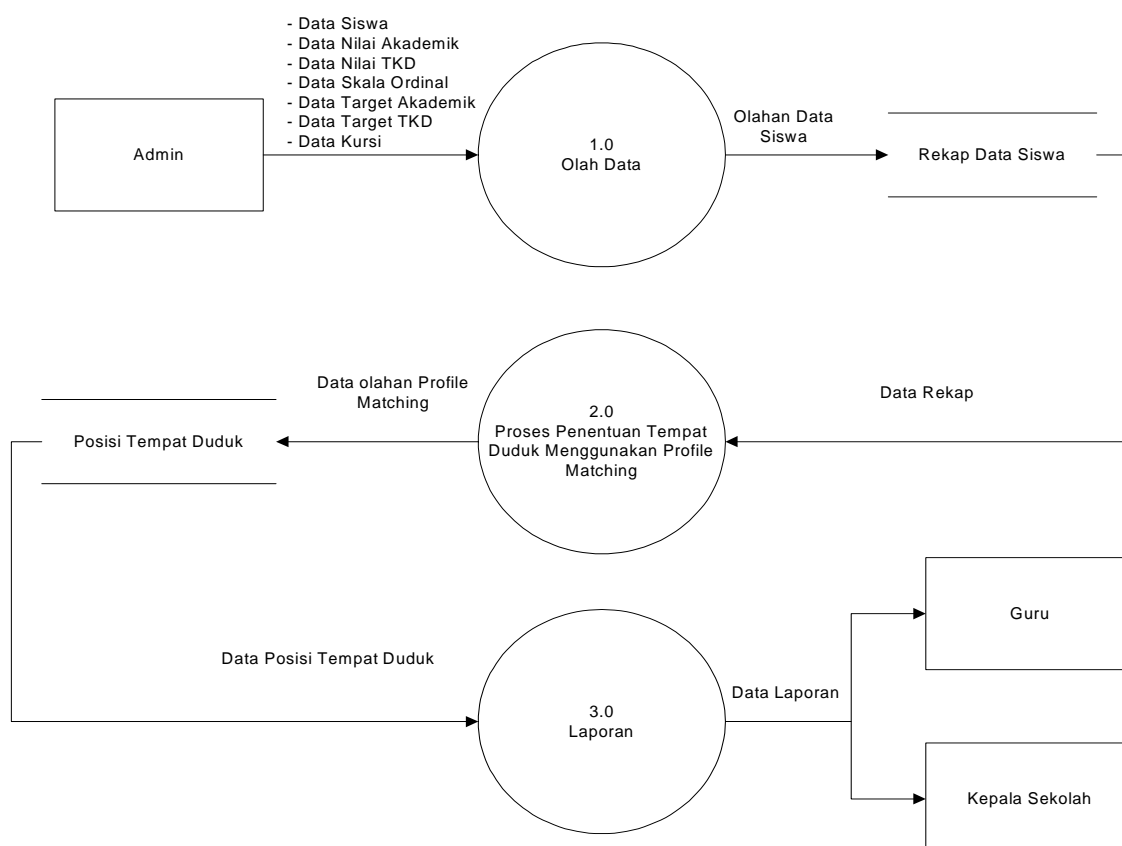 - Data Siswa
- Data Nilai Akademik
- Data Nilai TKD
- Data Skala Ordinal
- Data Target Akademik
- Data Target TKD
- Data Kursi
Admin
1.0
Olah Data
Olahan Data
Siswa
Rekap Data Siswa
Data Rekap
2.0
Proses Penentuan Tempat
Duduk Menggunakan Profile
Matching
Data olahan Profile
Matching
Posisi Tempat Duduk
Data Posisi Tempat Duduk
3.0
Laporan
Data Laporan
Guru
Kepala Sekolah